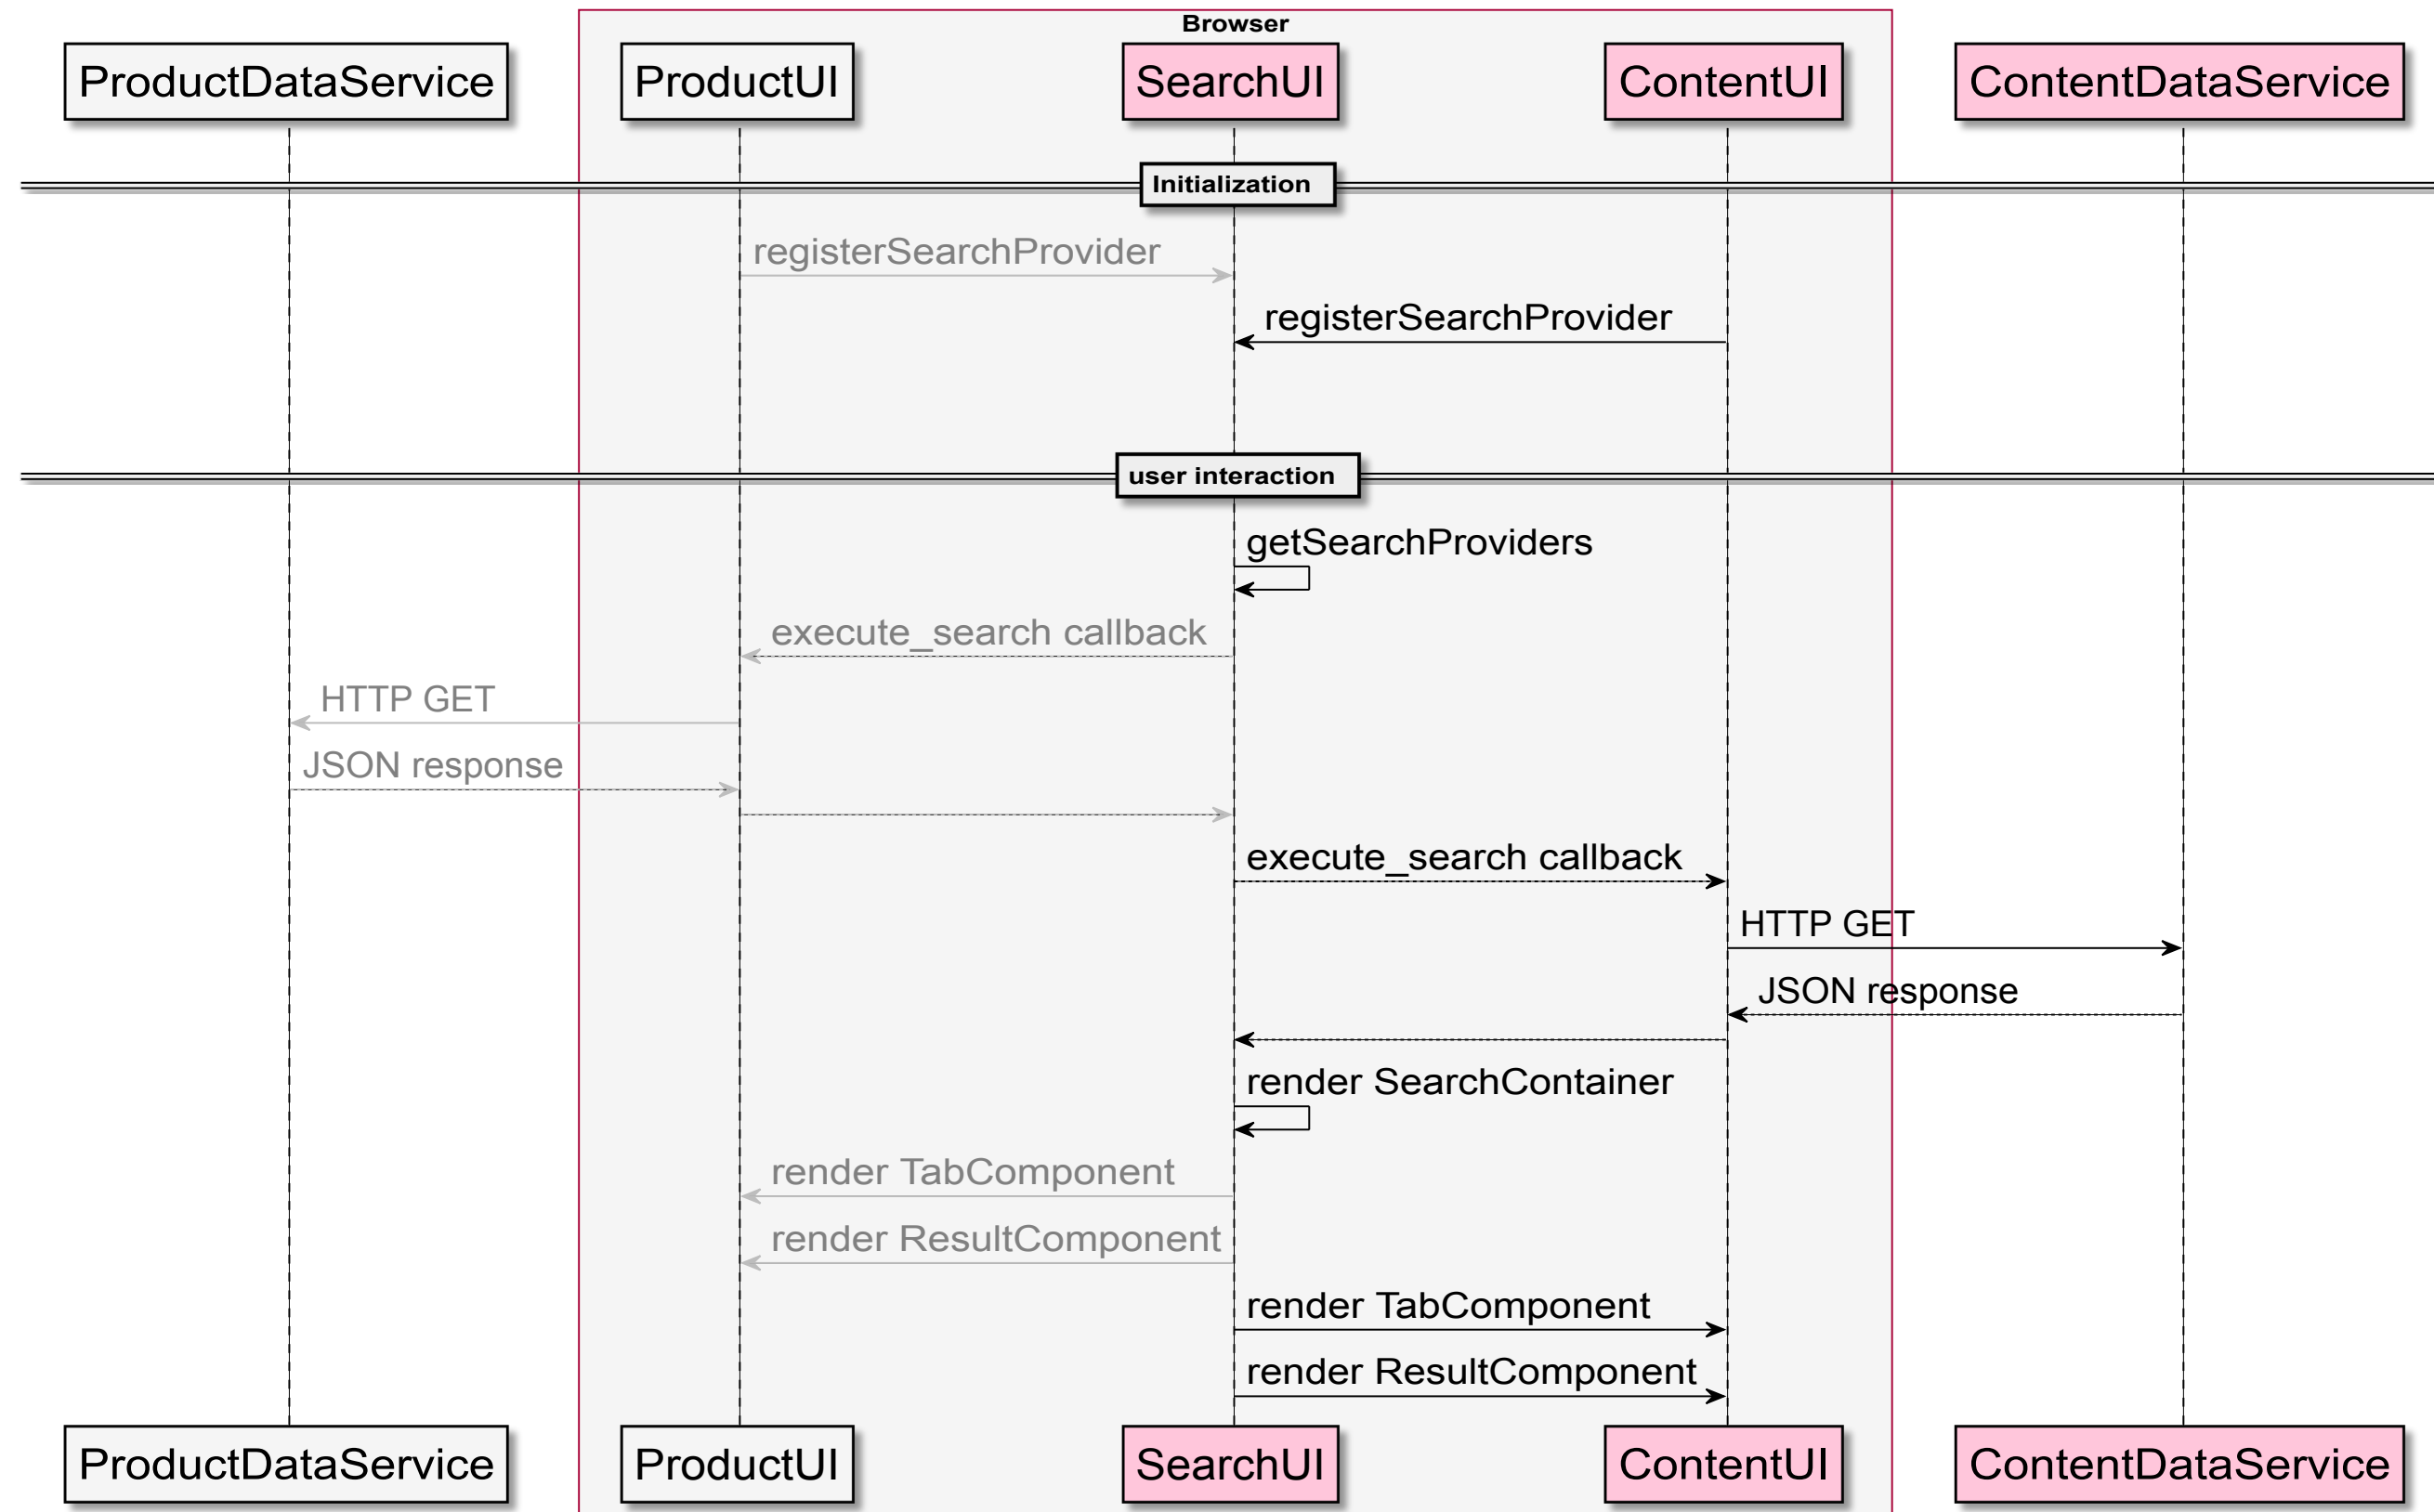 Browser
ProductDataService
ProductUI
SearchUI
ContentUI
ContentDataService
Initialization
registerSearchProvider
registerSearchProvider
user interaction
getSearchProviders
execute_search callback
HTTP GET
JSON response
execute_search callback
HTTP GET
JSON response
render SearchContainer
render TabComponent
render ResultComponent
render TabComponent
render ResultComponent
ProductDataService
ProductUI
SearchUI
ContentUI
ContentDataService